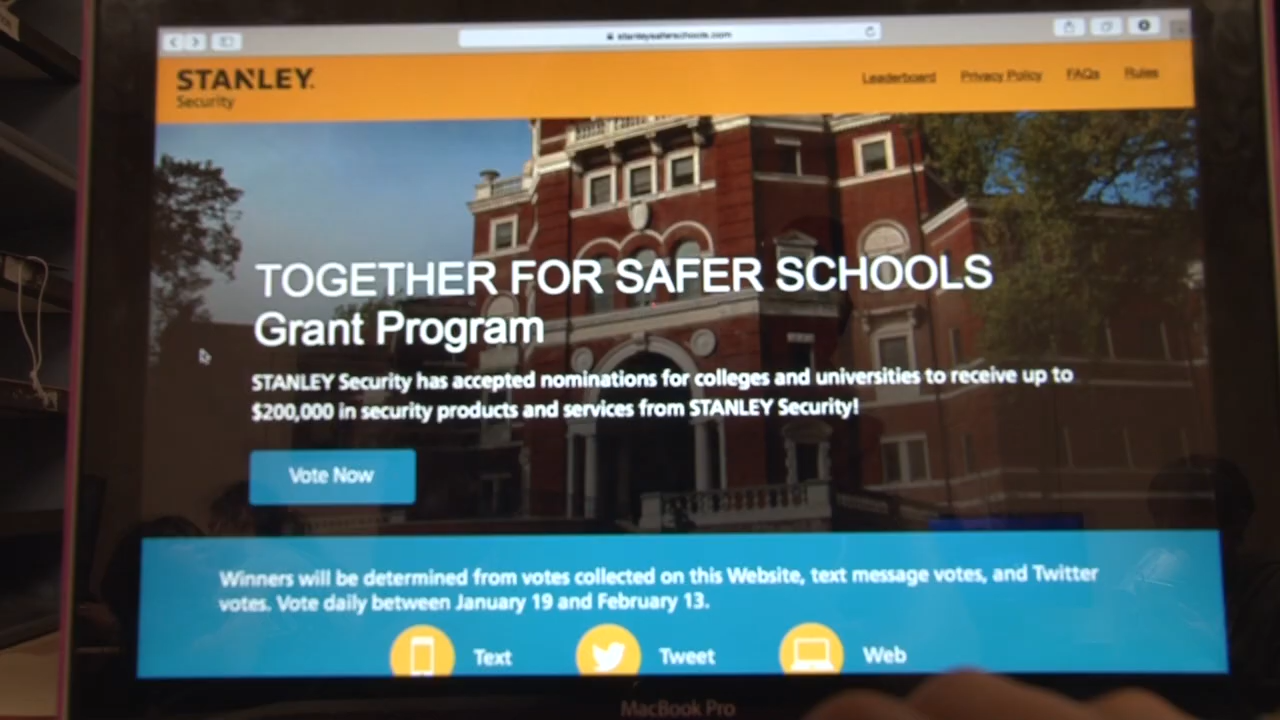 stanleysaferschools.com
STANLEY.
Security
Leaderboard Privacy Policy FAQs Rules
TOGETHER FOR SAFER SCHOOLS
Grant Program
STANLEY Security has accepted nominations for colleges and universities to receive up to
$200,000 in security products and services from STANLEY Security!
Vote Now
Winners will be determined from votes collected on this Website, text message votes, and Twitter
votes. Vote daily between January 19 and February 13.
Text Tweet Web
MacBook Pro